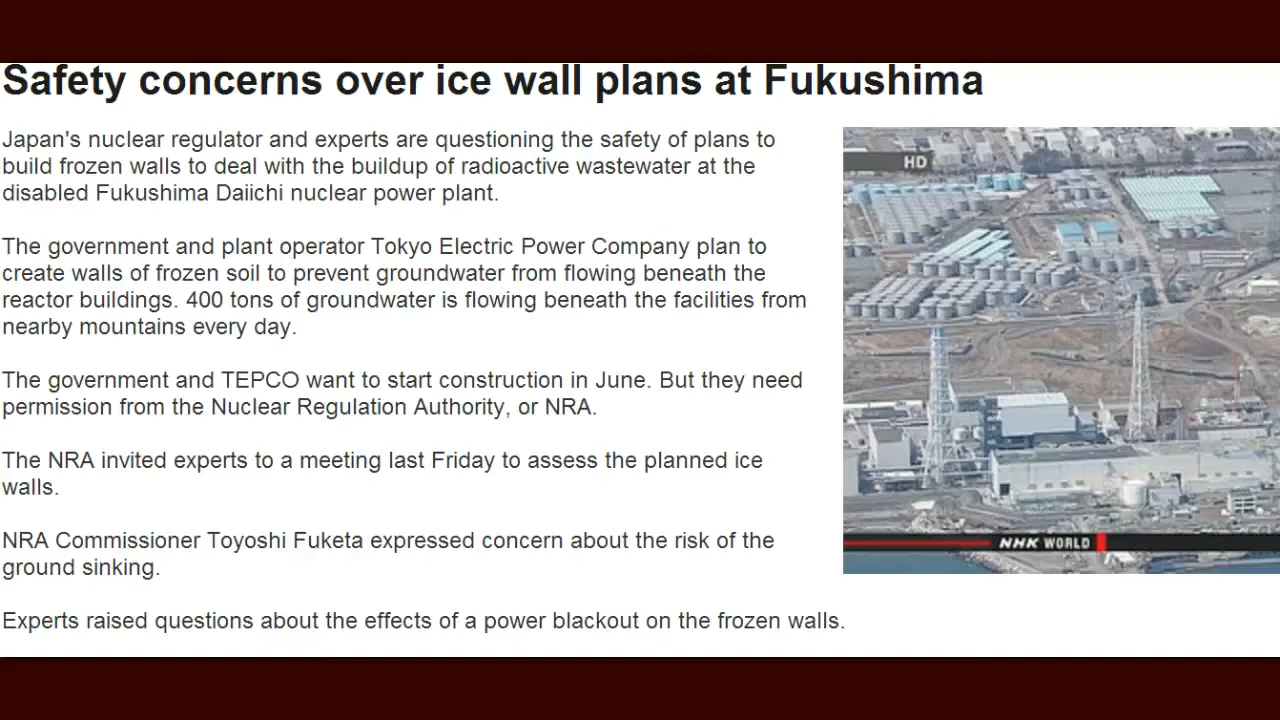 Safety concerns over ice wall plans at Fukushima
Japan's nuclear regulator and experts are questioning the safety of plans to
build frozen walls to deal with the buildup of radioactive wastewater at the
disabled Fukushima Daiichi nuclear power plant.
The government and plant operator Tokyo Electric Power Company plan to
create walls of frozen soil to prevent groundwater from flowing beneath the
reactor buildings. 400 tons of groundwater is flowing beneath the facilities from
nearby mountains every day.
The government and TEPCO want to start construction in June. But they need
permission from the Nuclear Regulation Authority, or NRA.
The NRA invited experts to a meeting last Friday to assess the planned ice
walls.
NRA Commissioner Toyoshi Fuketa expressed concern about the risk of the
ground sinking.
Experts raised questions about the effects of a power blackout on the frozen walls.
HD
NHK WORLD